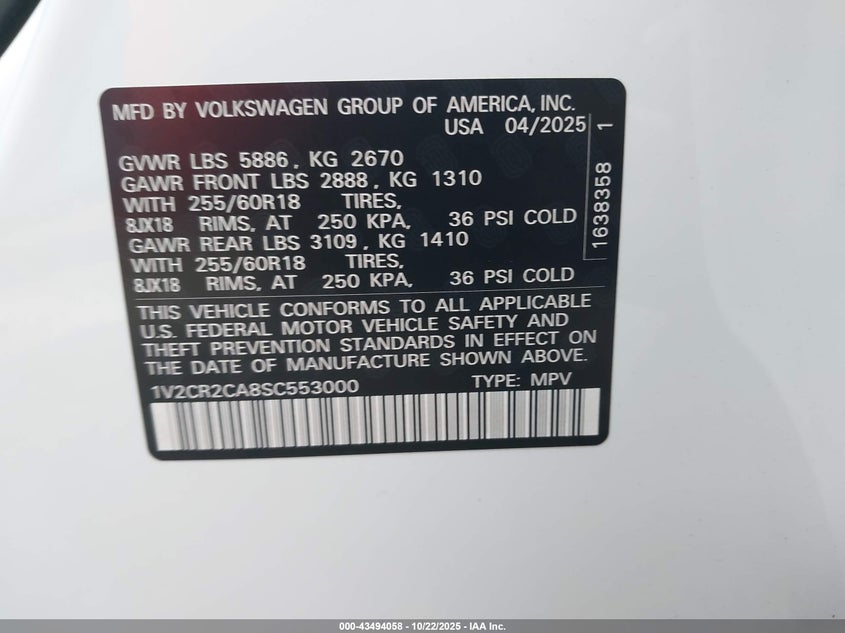 MFD BY VOLKSWAGEN GROUP OF AMERICA, INC.
USA 04/2025
GVWR LBS 5886, KG 2670
GAWR FRONT LBS 2888, KG 1310
WITH 255/60R18 TIRES,
8JX18 RIMS, AT 250 KPA, 36 PSI COLD
GAWR REAR LBS 3109, KG 1410
WITH 255/60R18 TIRES,
8JX18 RIMS, AT 250 KPA, 36 PSI COLD
THIS VEHICLE CONFORMS TO ALL APPLICABLE
U.S. FEDERAL MOTOR VEHICLE SAFETY AND
THEFT PREVENTION STANDARDS IN EFFECT ON
THE DATE OF MANUFACTURE SHOWN ABOVE.
1V2CR2CA8SC553000 TYPE: MPV
1638358 1
000-43494058 - 10/22/2025 - IAA Inc.